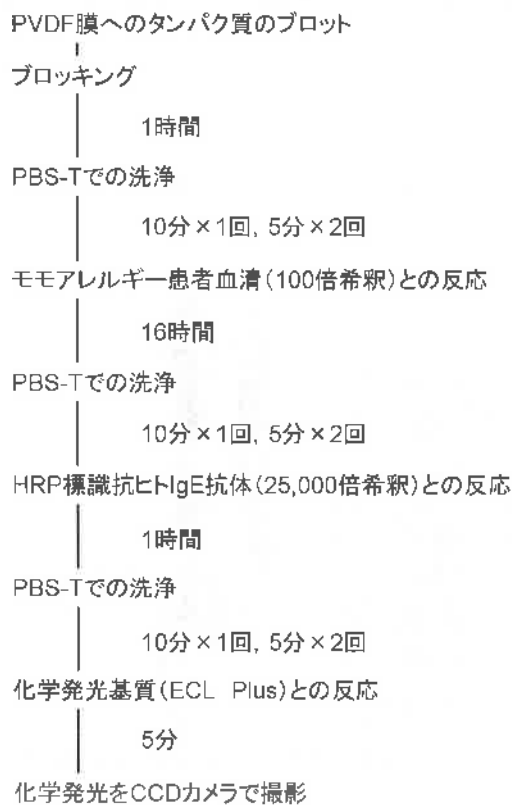 PVDF膜へのタンパク質のブロット
ブロッキング
1時間
PBS-Tでの洗浄
10分×1回, 5分×2回
モモアレルギー患者血清(100倍希釈)との反応
16時間
PBS-Tでの洗浄
10分×1回, 5分×2回
HRP標識抗ヒトIgE抗体(25,000倍希釈)との反応
1時間
PBS-Tでの洗浄
10分×1回, 5分×2回
化学発光基質(ECL Plus)との反応
5分
化学発光をCCDカメラで撮影